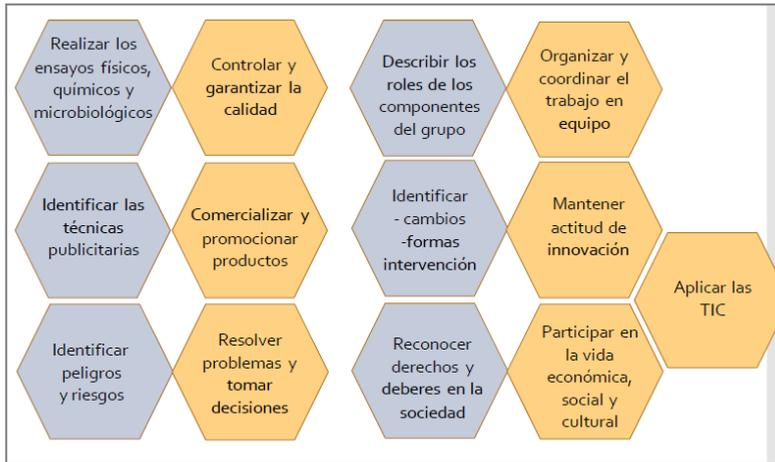 Realizar los
ensayos físicos,
químicos y
microbiológicos
Controlar y
garantizar la
calidad
Describir los
roles de los
componentes
del grupo
Organizar y
coordinar el
trabajo en
equipo
Identificar las
técnicas
publicitarias
Comercializar y
promocionar
productos
Identificar
- cambios
-formas
intervención
Mantener
actitud de
innovación
Aplicar las
TIC
Identificar
peligros
y riesgos
Resolver
problemas y
tomar
decisiones
Reconocer
derechos y
deberes en la
sociedad
Participar en
la vida
económica,
social y
cultural